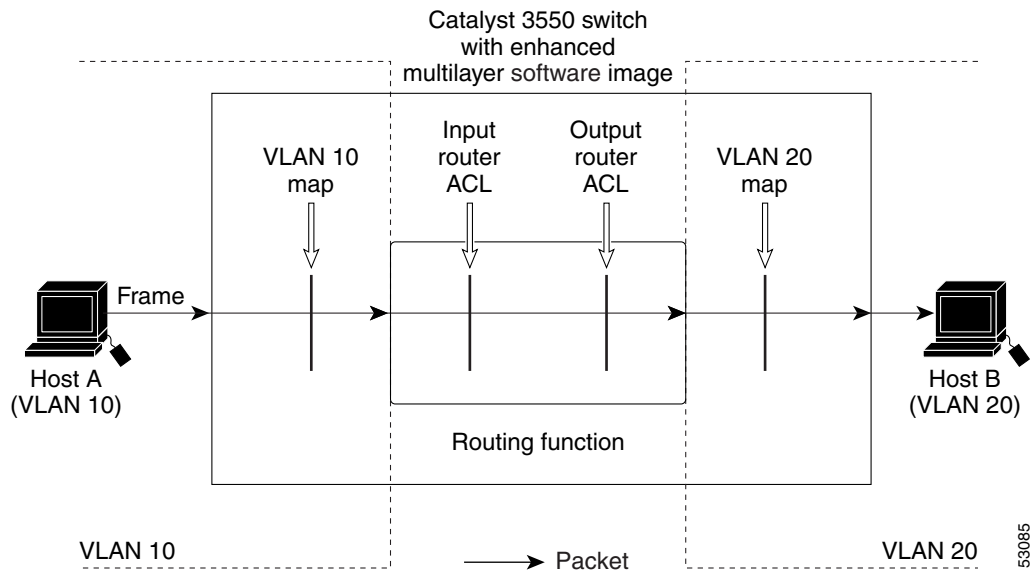 Catalyst 3550 switch
with enhanced
multilayer software image
VLAN 10
map
Input
router
ACL
Output
router
ACL
VLAN 20
map
Frame
Host A
(VLAN 10)
Host B
(VLAN 20)
Routing function
VLAN 10
Packet
VLAN 20
53085